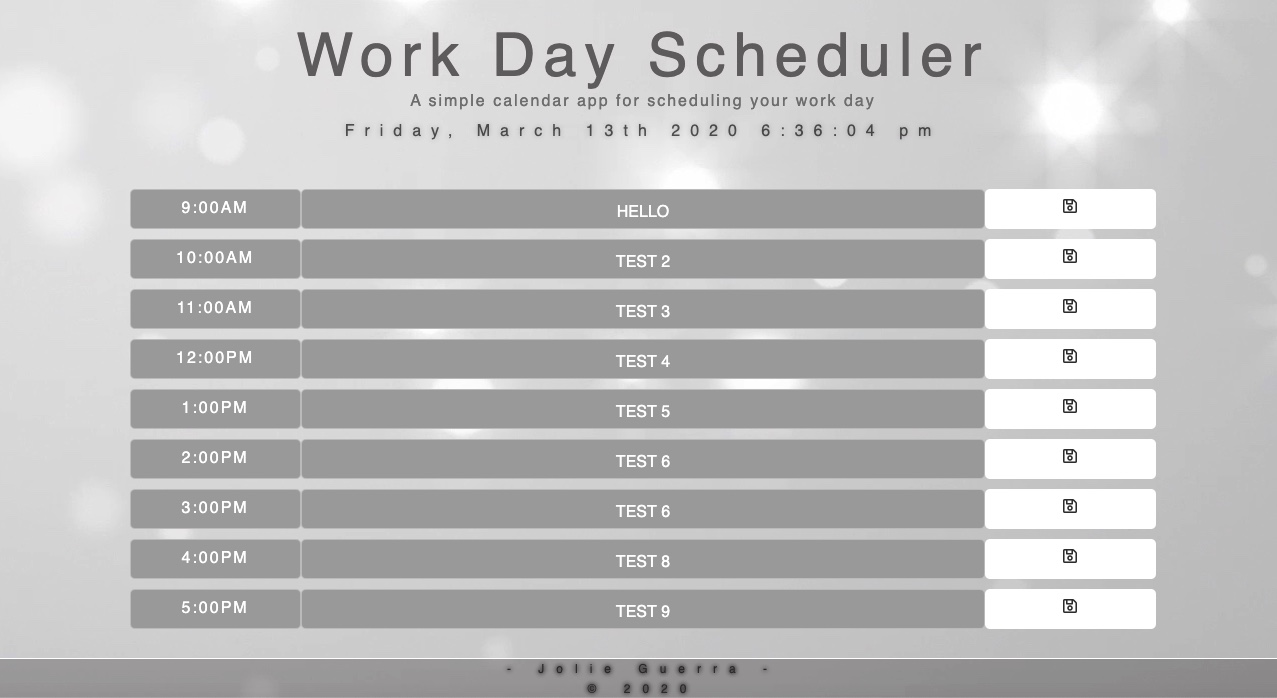 Work Day Scheduler
A simple calendar app for scheduling your work day
Friday, March 13th 2020 6:36:04 pm
9:00AM HELLO
10:00AM TEST 2
11:00AM TEST 3
12:00PM TEST 4
1:00PM TEST 5
2:00PM TEST 6
3:00PM TEST 6
4:00PM TEST 8
5:00PM TEST 9
- Jolie Guerra -
© 2020